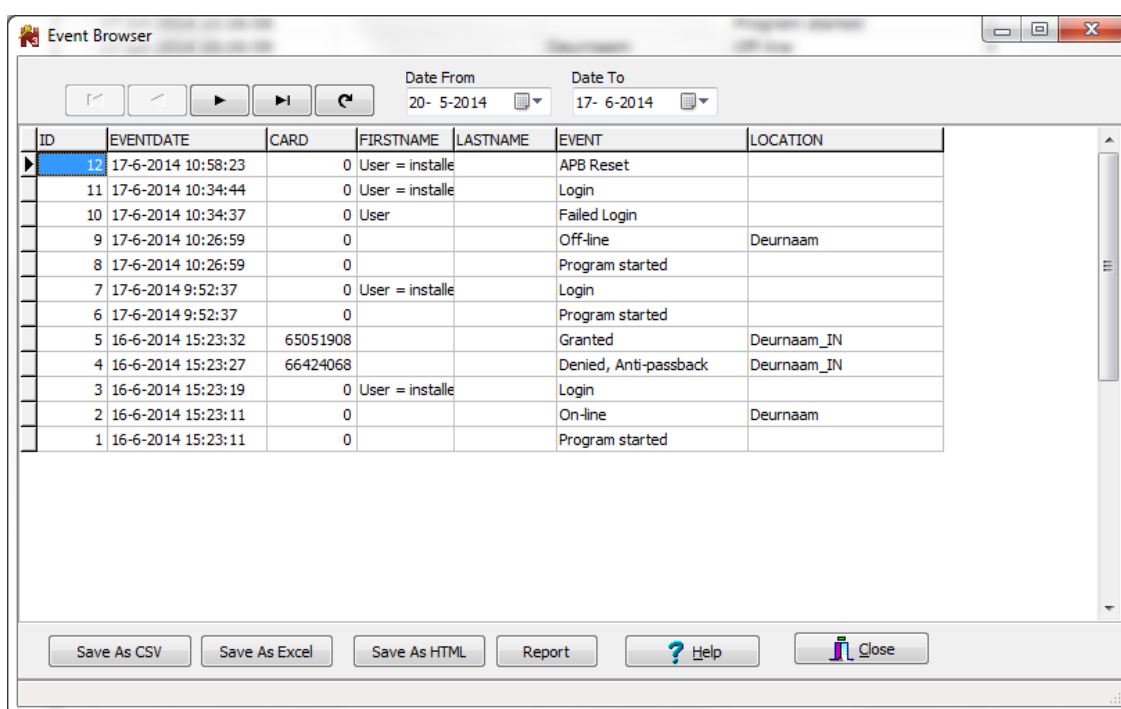 Event Browser
Date From Date To
20- 5-2014 17- 6-2014
ID EVENTDATE CARD FIRSTNAME LASTNAME EVENT LOCATION
12 17-6-2014 10:58:23 0 User = installe APB Reset
11 17-6-2014 10:34:44 0 User = installe Login
10 17-6-2014 10:34:37 0 User Failed Login
9 17-6-2014 10:26:59 0 Off-line Deurnaam
8 17-6-2014 10:26:59 0 Program started
7 17-6-2014 9:52:37 0 User = installe Login
6 17-6-2014 9:52:37 0 Program started
5 16-6-2014 15:23:32 65051908 Granted Deurnaam_IN
4 16-6-2014 15:23:27 66424068 Denied, Anti-passback Deurnaam_IN
3 16-6-2014 15:23:19 0 User = installe Login
2 16-6-2014 15:23:11 0 On-line Deurnaam
1 16-6-2014 15:23:11 0 Program started
Save As CSV Save As Excel Save As HTML Report ? Help Close